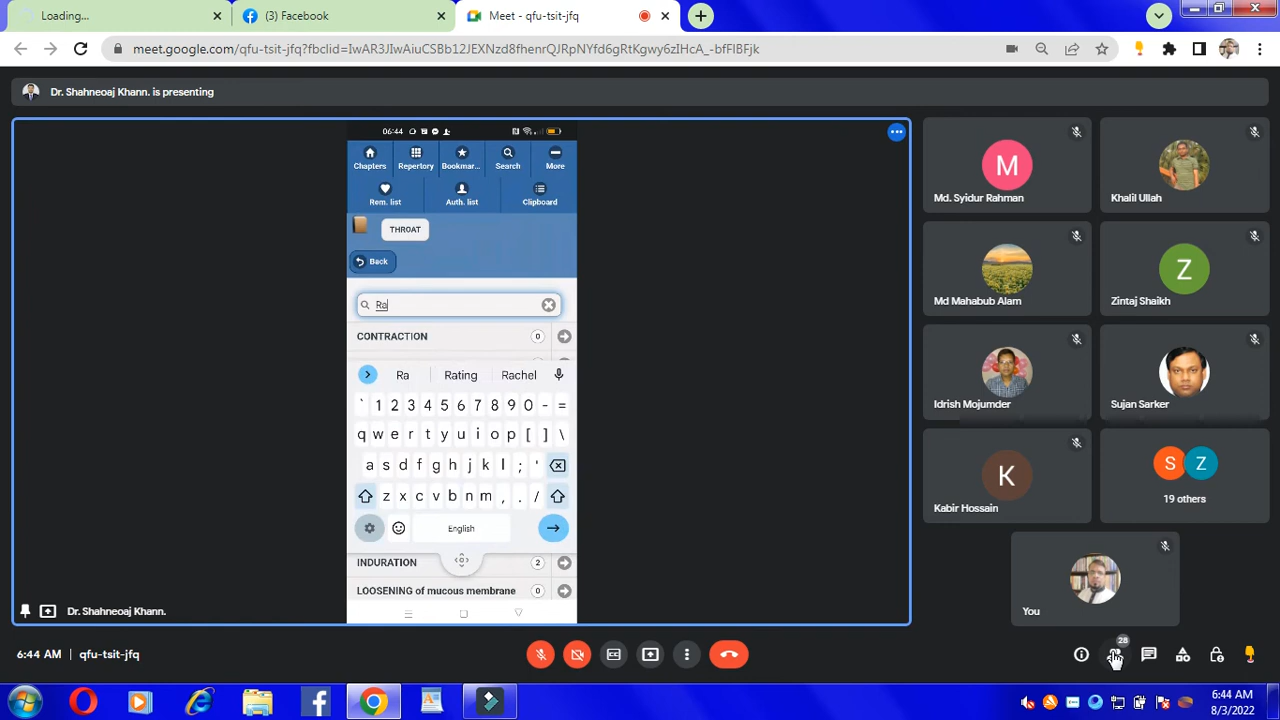 Loading...
(3) Facebook
Meet - qfu-tsit-jfq
meet.google.com/qfu-tsit-jfq?fbclid=IwAR3JIwAiuCSIb12JEXNzd8fhenrQJRpNYfd6gRtKgwy6zIHcA_-bfFlBFjk
Dr. Shahneoaj Khann. is presenting
06:44
Chapters
Repertory
Bookmar...
Search
More
Rem. list
Auth. list
Clipboard
THROAT
Back
Ra
CONTRACTION 0
Ra Rating Rachel
` 1 2 3 4 5 6 7 8 9 0 - =
q w e r t y u i o p [ ] \
a s d f g h j k l ; '
z x c v b n m , . /
English
INDURATION 2
LOOSENING of mucous membrane 0
Dr. Shahneoaj Khann.
M
Md. Syidur Rahman
Khalil Ullah
Md Mahabub Alam
Z
Zintaj Shaikh
Idrish Mojumder
Sujan Sarker
K
Kabir Hossain
S Z
19 others
You
6:44 AM | qfu-tsit-jfq
28
6:44 AM
8/3/2022